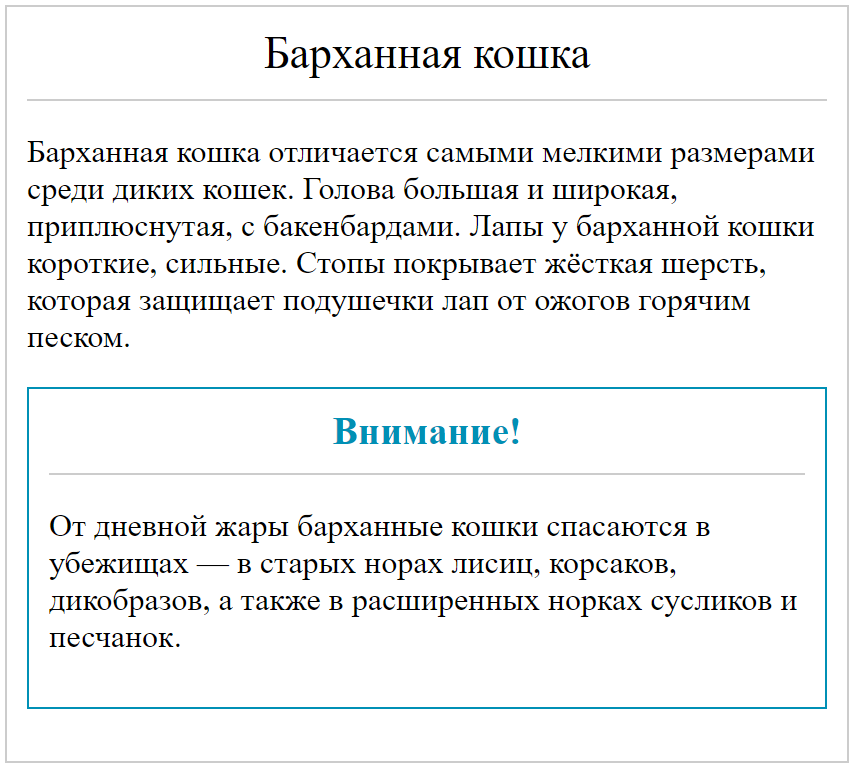 Барханная кошка
Барханная кошка отличается самыми мелкими размерами
среди диких кошек. Голова большая и широкая,
приплюснутая, с бакенбардами. Лапы у барханной кошки
короткие, сильные. Стопы покрывает жёсткая шерсть,
которая защищает подушечки лап от ожогов горячим
песком.
Внимание!
От дневной жары барханные кошки спасаются в
убежищах — в старых норах лисиц, корсаков,
дикобразов, а также в расширенных норках сусликов и
песчанок.